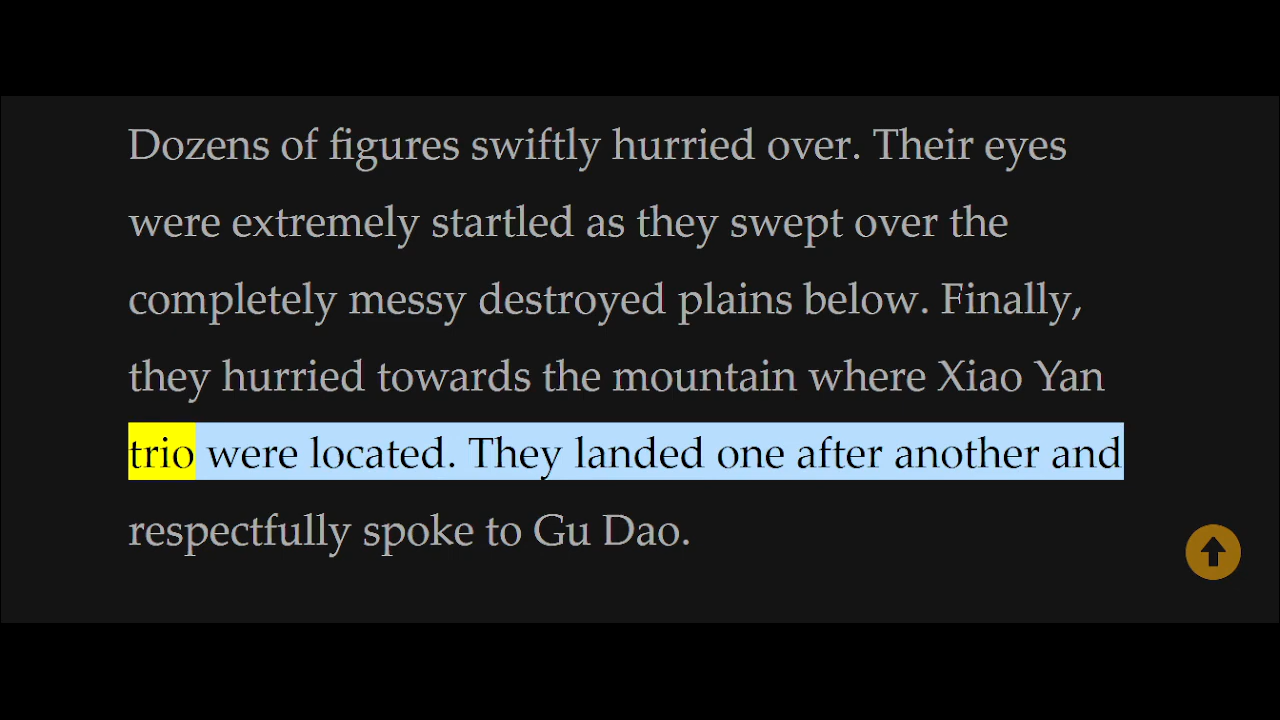 Dozens of figures swiftly hurried over. Their eyes
were extremely startled as they swept over the
completely messy destroyed plains below. Finally,
they hurried towards the mountain where Xiao Yan
trio were located. They landed one after another and
respectfully spoke to Gu Dao.